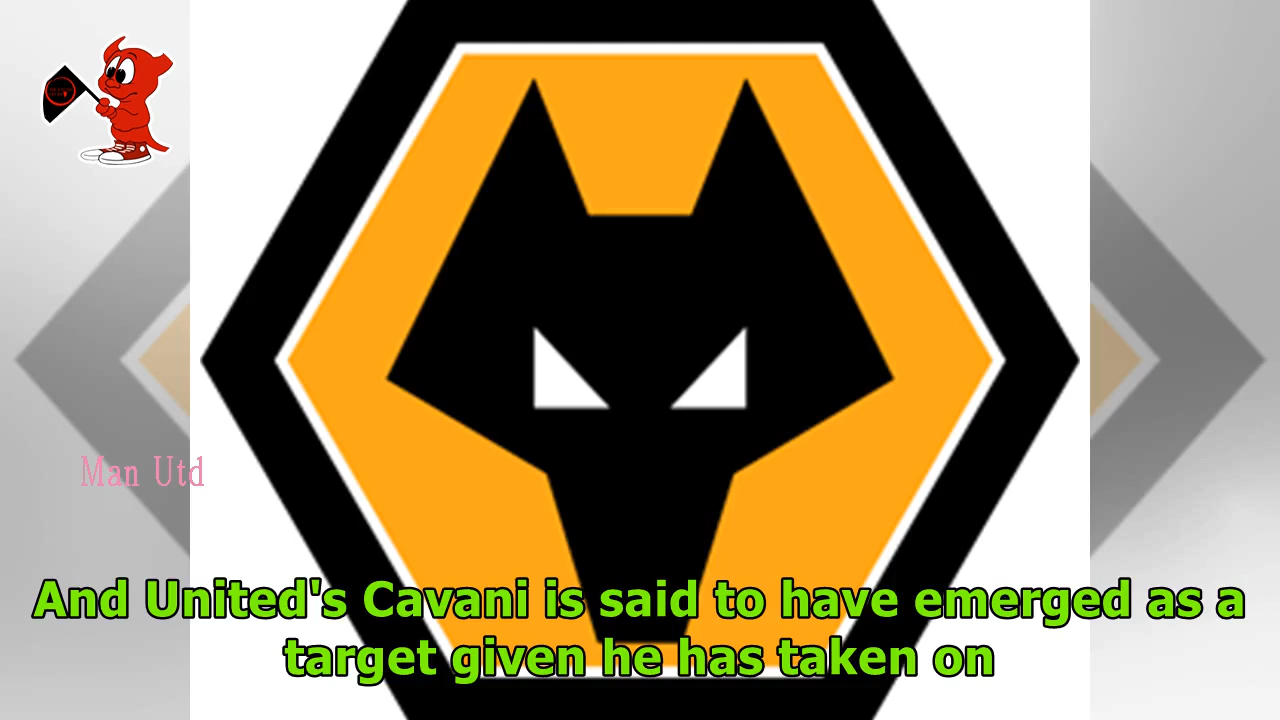 Man Utd
And United's Cavani is said to have emerged as a
target given he has taken on